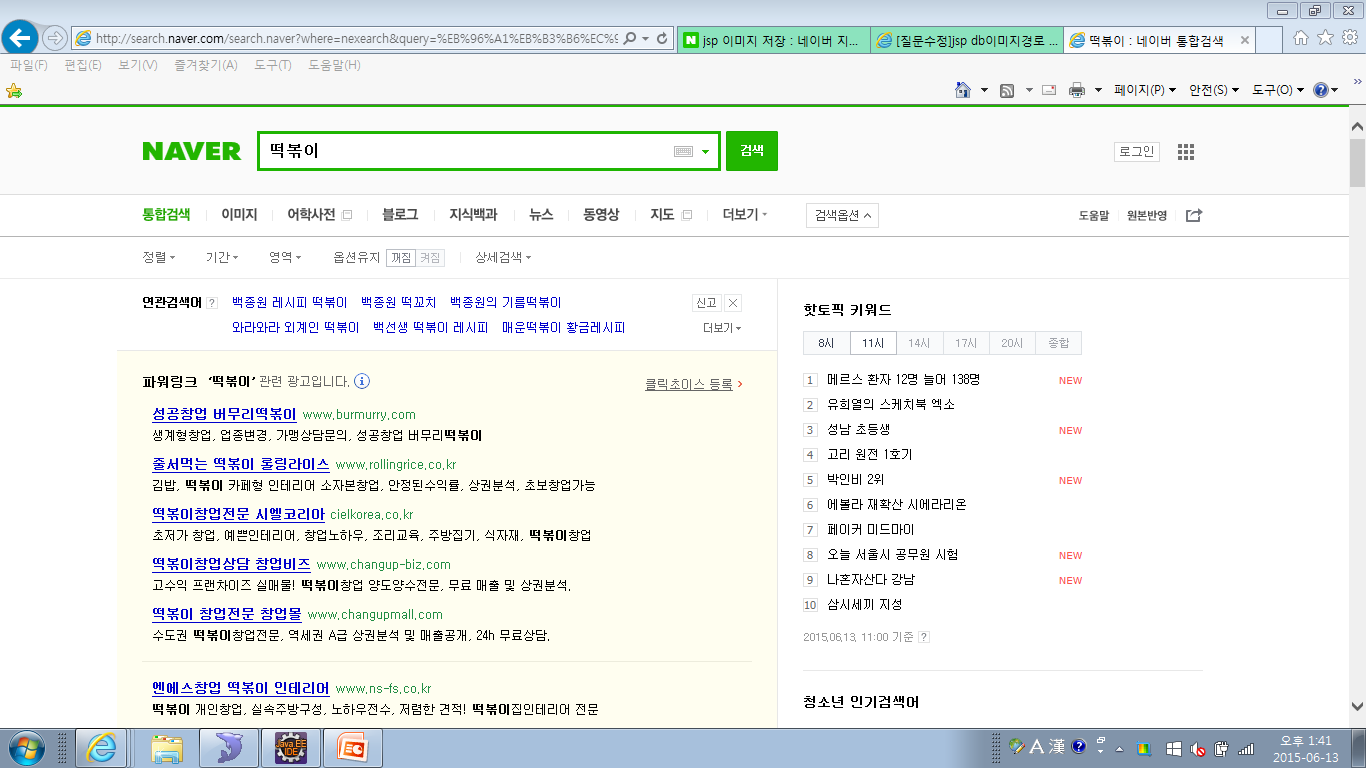 http://search.naver.com/search.naver?where=nexearch&query=%EB%96%A1%EB%B3%B6%EC%9
jsp 이미지 저장 : 네이버 지...
[질문수정]jsp db이미지경로 ...
떡볶이 : 네이버 통합검색
파일(F) 편집(E) 보기(V) 즐겨찾기(A) 도구(T) 도움말(H)
페이지(P) 안전(S) 도구(O)
NAVER 떡볶이 검색 로그인
통합검색 이미지 어학사전 블로그 지식백과 뉴스 동영상 지도 더보기 검색옵션 도움말 원본반영
정렬 기간 영역 옵션유지 꺼짐 켜짐 상세검색
연관검색어 ? 백종원 레시피 떡볶이 백종원 떡꼬치 백종원의 기름떡볶이 신고
와라와라 외계인 떡볶이 백선생 떡볶이 레시피 매운떡볶이 황금레시피 더보기
파워링크 '떡볶이' 관련 광고입니다. 클릭초이스 등록
성공창업 버무리떡볶이 www.burmurry.com
생계형창업, 업종변경, 가맹상담문의, 성공창업 버무리떡볶이
줄서먹는 떡볶이 롤링라이스 www.rollingrice.co.kr
김밥, 떡볶이 카페형 인테리어 소자본창업, 안정된수익률, 상권분석, 초보창업가능
떡볶이창업전문 시엘코리아 cielkorea.co.kr
초저가 창업, 예쁜인테리어, 창업노하우, 조리교육, 주방집기, 식자재, 떡볶이창업
떡볶이창업상담 창업비즈 www.changup-biz.com
고수익 프랜차이즈 실매물! 떡볶이창업 양도양수전문, 무료 매출 및 상권분석.
떡볶이 창업전문 창업몰 www.changupmall.com
수도권 떡볶이창업전문, 역세권 A급 상권분석 및 매출공개, 24h 무료상담.
엔에스창업 떡볶이 인테리어 www.ns-fs.co.kr
떡볶이 개인창업, 실속주방구성, 노하우전수, 저렴한 견적! 떡볶이집인테리어 전문
핫토픽 키워드
8시 11시 14시 17시 20시 종합
1 메르스 환자 12명 늘어 138명 NEW
2 유희열의 스케치북 엑소
3 성남 초등생 NEW
4 고리 원전 1호기
5 박인비 2위 NEW
6 에볼라 재확산 시에라리온
7 페이커 미드마이
8 오늘 서울시 공무원 시험 NEW
9 나혼자산다 강남 NEW
10 삼시세끼 지성
2015.06.13. 11:00 기준 ?
청소년 인기검색어
Java EE
IDE
A 漢
오후 1:41
2015-06-13